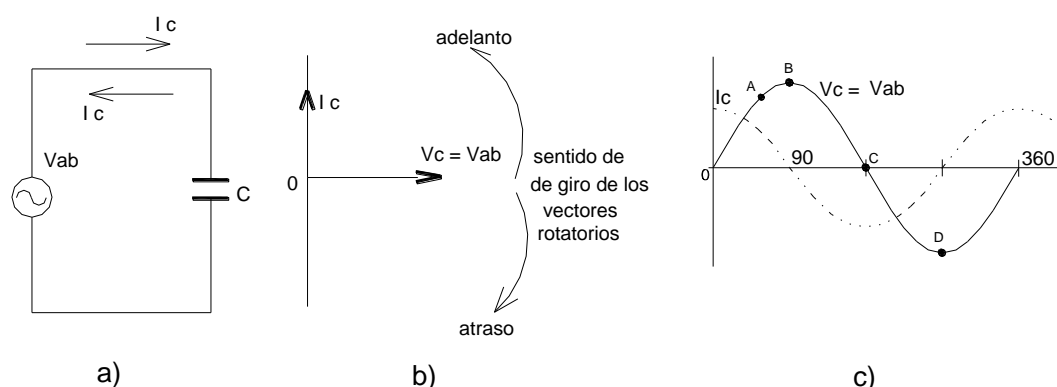 I c
I c
Vab
C
a)
adelanto
I c
Vc = Vab
0
sentido de
de giro de los
vectores
rotatorios
atraso
b)
Ic
A
B
Vc = Vab
0
90
C
360
D
c)